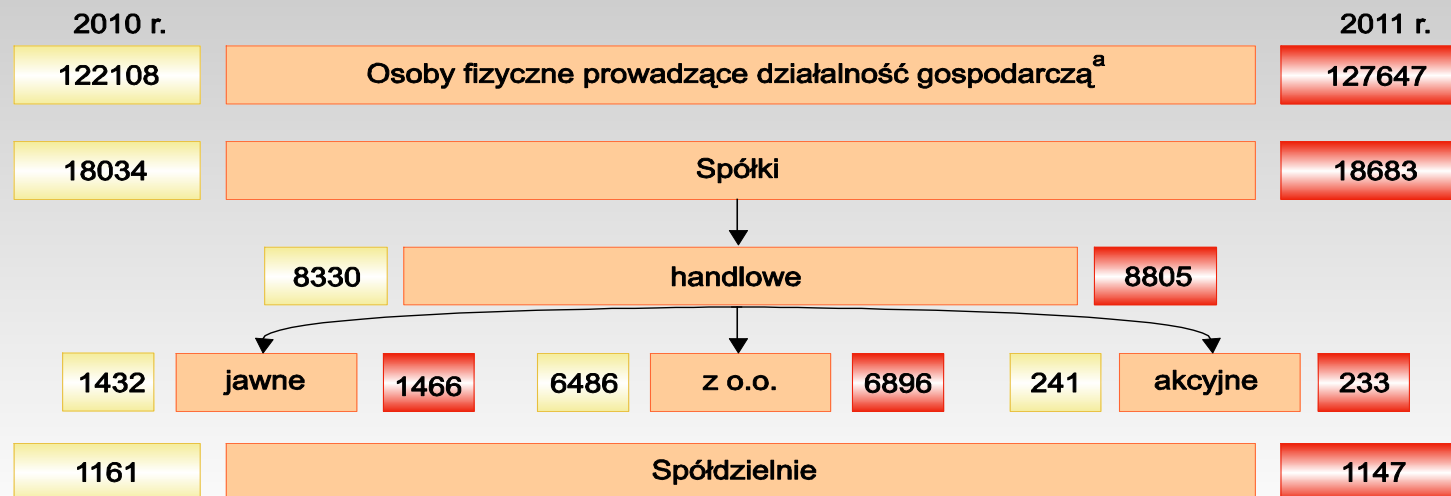 2010 r. 2011 r.
122108 Osoby fizyczne prowadzące działalność gospodarczą a 127647
18034 Spółki 18683
8330 handlowe 8805
1432 jawne 1466 6486 z o.o. 6896 241 akcyjne 233
1161 Spółdzielnie 1147